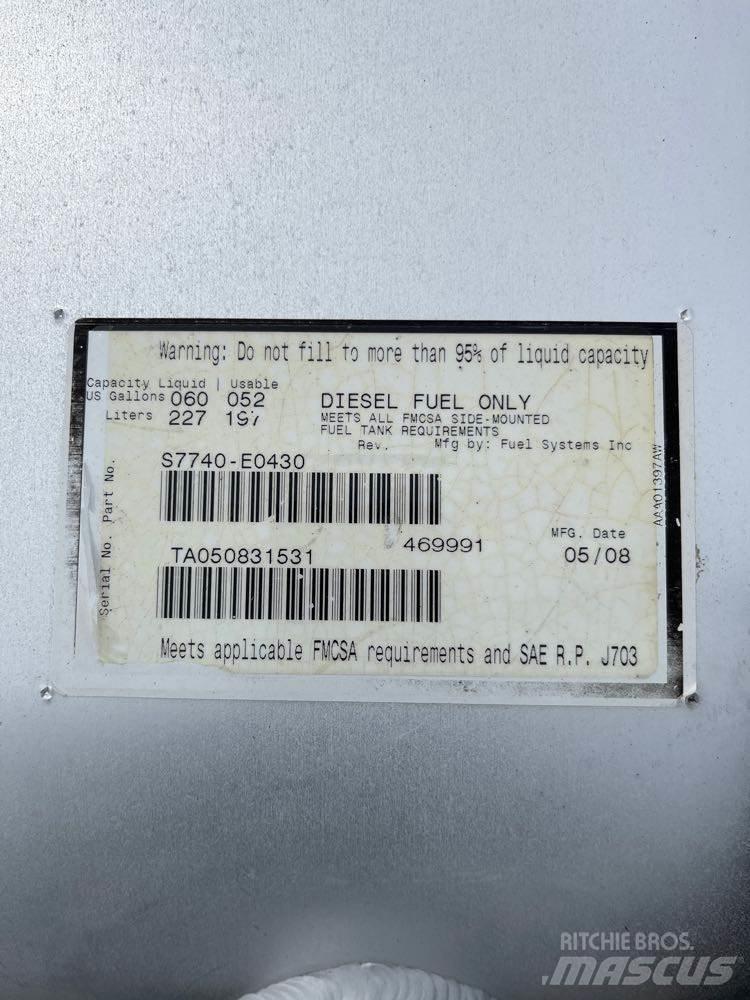 Warning: Do not fill to more than 95% of liquid capacity
Capacity Liquid | Usable
US Gallons 060 052
Liters 227 197
DIESEL FUEL ONLY
MEETS ALL FMCSA SIDE-MOUNTED
FUEL TANK REQUIREMENTS
Rev. Mfg by: Fuel Systems Inc
Part No.
S7740-E0430
AAA01397AW
469991
MFG. Date
05/08
Serial No.
TA050831531
Meets applicable FMCSA requirements and SAE R.P. J703
RITCHIE BROS.
MASCUS